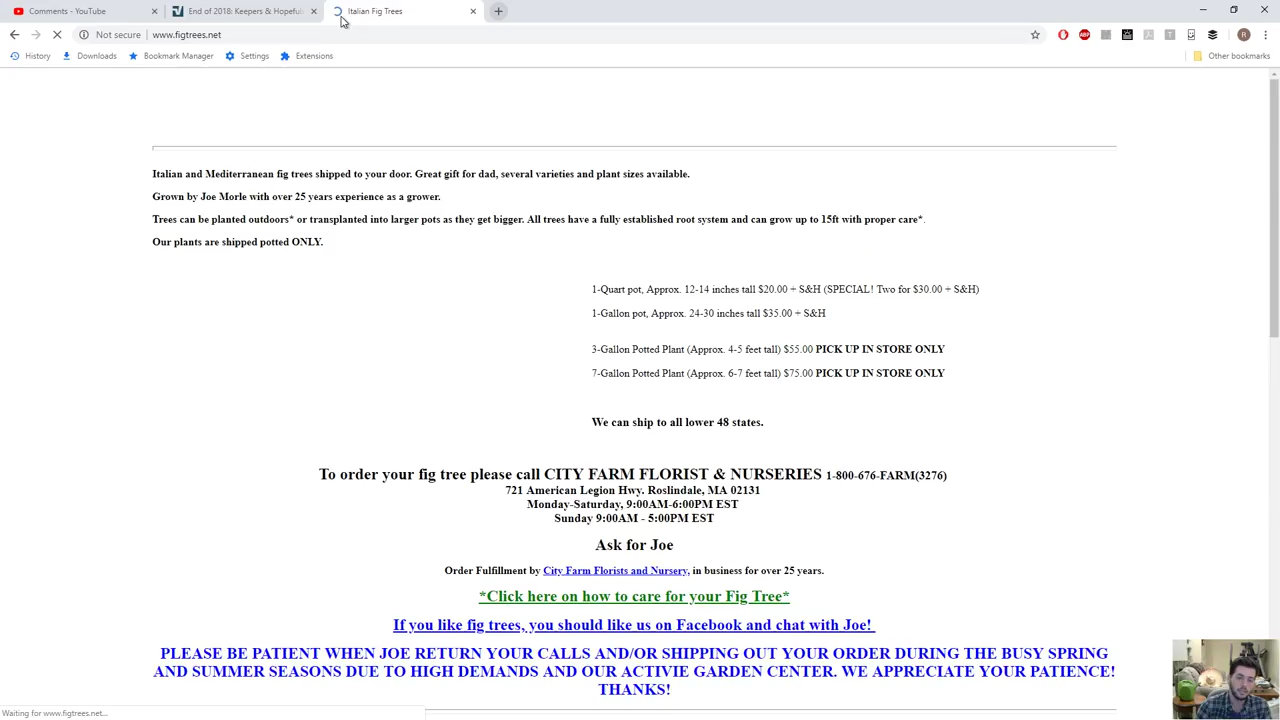 Comments - YouTube
End of 2018: Keepers & Hopeful
Italian Fig Trees
Not secure | www.figtrees.net
History
Downloads
Bookmark Manager
Settings
Extensions
Other bookmarks
Italian and Mediterranean fig trees shipped to your door. Great gift for dad, several varieties and plant sizes available.
Grown by Joe Morle with over 25 years experience as a grower.
Trees can be planted outdoors* or transplanted into larger pots as they get bigger. All trees have a fully established root system and can grow up to 15ft with proper care*.
Our plants are shipped potted ONLY.
1-Quart pot, Approx. 12-14 inches tall $20.00 + S&H (SPECIAL! Two for $30.00 + S&H)
1-Gallon pot, Approx. 24-30 inches tall $35.00 + S&H
3-Gallon Potted Plant (Approx. 4-5 feet tall) $55.00 PICK UP IN STORE ONLY
7-Gallon Potted Plant (Approx. 6-7 feet tall) $75.00 PICK UP IN STORE ONLY
We can ship to all lower 48 states.
To order your fig tree please call CITY FARM FLORIST & NURSERIES 1-800-676-FARM(3276)
721 American Legion Hwy. Roslindale, MA 02131
Monday-Saturday, 9:00AM-6:00PM EST
Sunday 9:00AM - 5:00PM EST
Ask for Joe
Order Fulfillment by City Farm Florists and Nursery, in business for over 25 years.
*Click here on how to care for your Fig Tree*
If you like fig trees, you should like us on Facebook and chat with Joe!
PLEASE BE PATIENT WHEN JOE RETURN YOUR CALLS AND/OR SHIPPING OUT YOUR ORDER DURING THE BUSY SPRING
AND SUMMER SEASONS DUE TO HIGH DEMANDS AND OUR ACTIVIE GARDEN CENTER. WE APPRECIATE YOUR PATIENCE!
THANKS!
Waiting for www.figtrees.net...